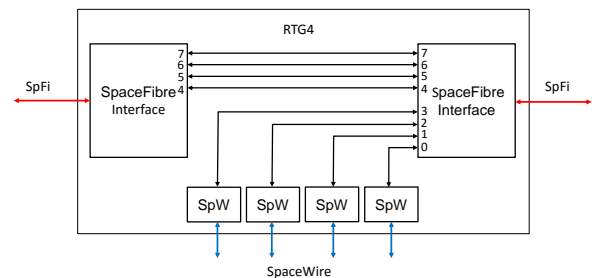 RTG4
7
6
5
4
SpaceFibre
Interface
7
6
5
4
3
2
1
0
SpaceFibre
Interface
SpFi
SpFi
SpW
SpW
SpW
SpW
SpaceWire